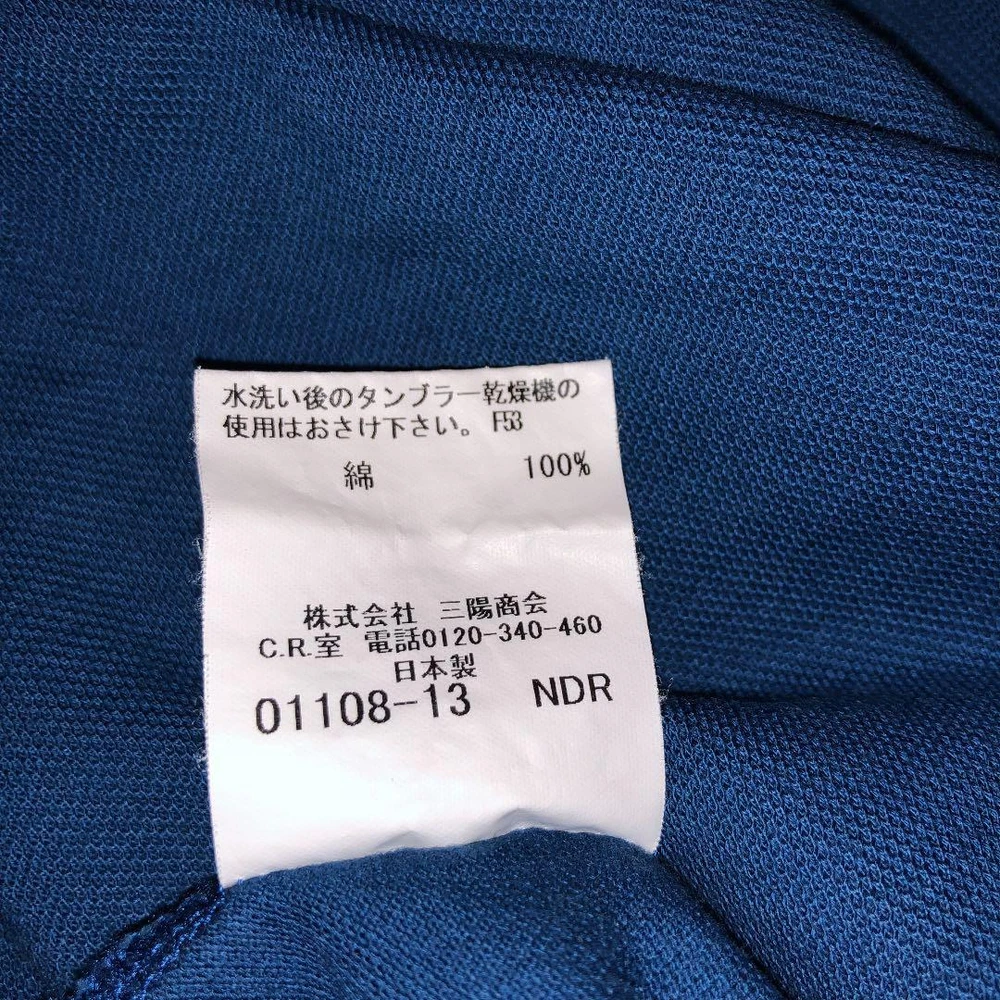 水洗い後のタンブラー乾燥機の
使用はおさけ下さい。 F53
綿 100%
株式会社 三陽商会
C.R.室 電話0120-340-460
日本製
01108-13 NDR